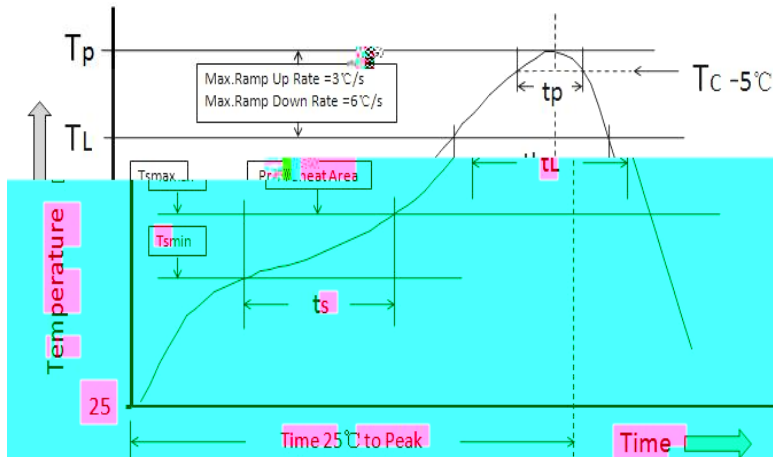 Tp
Max.Ramp Up Rate =3℃/s
Max.Ramp Down Rate =6℃/s
tp
TC -5℃
TL
tL
Tsmax
Area
Tsmin
ts
Temperature
25
Time 25℃ to Peak
Time